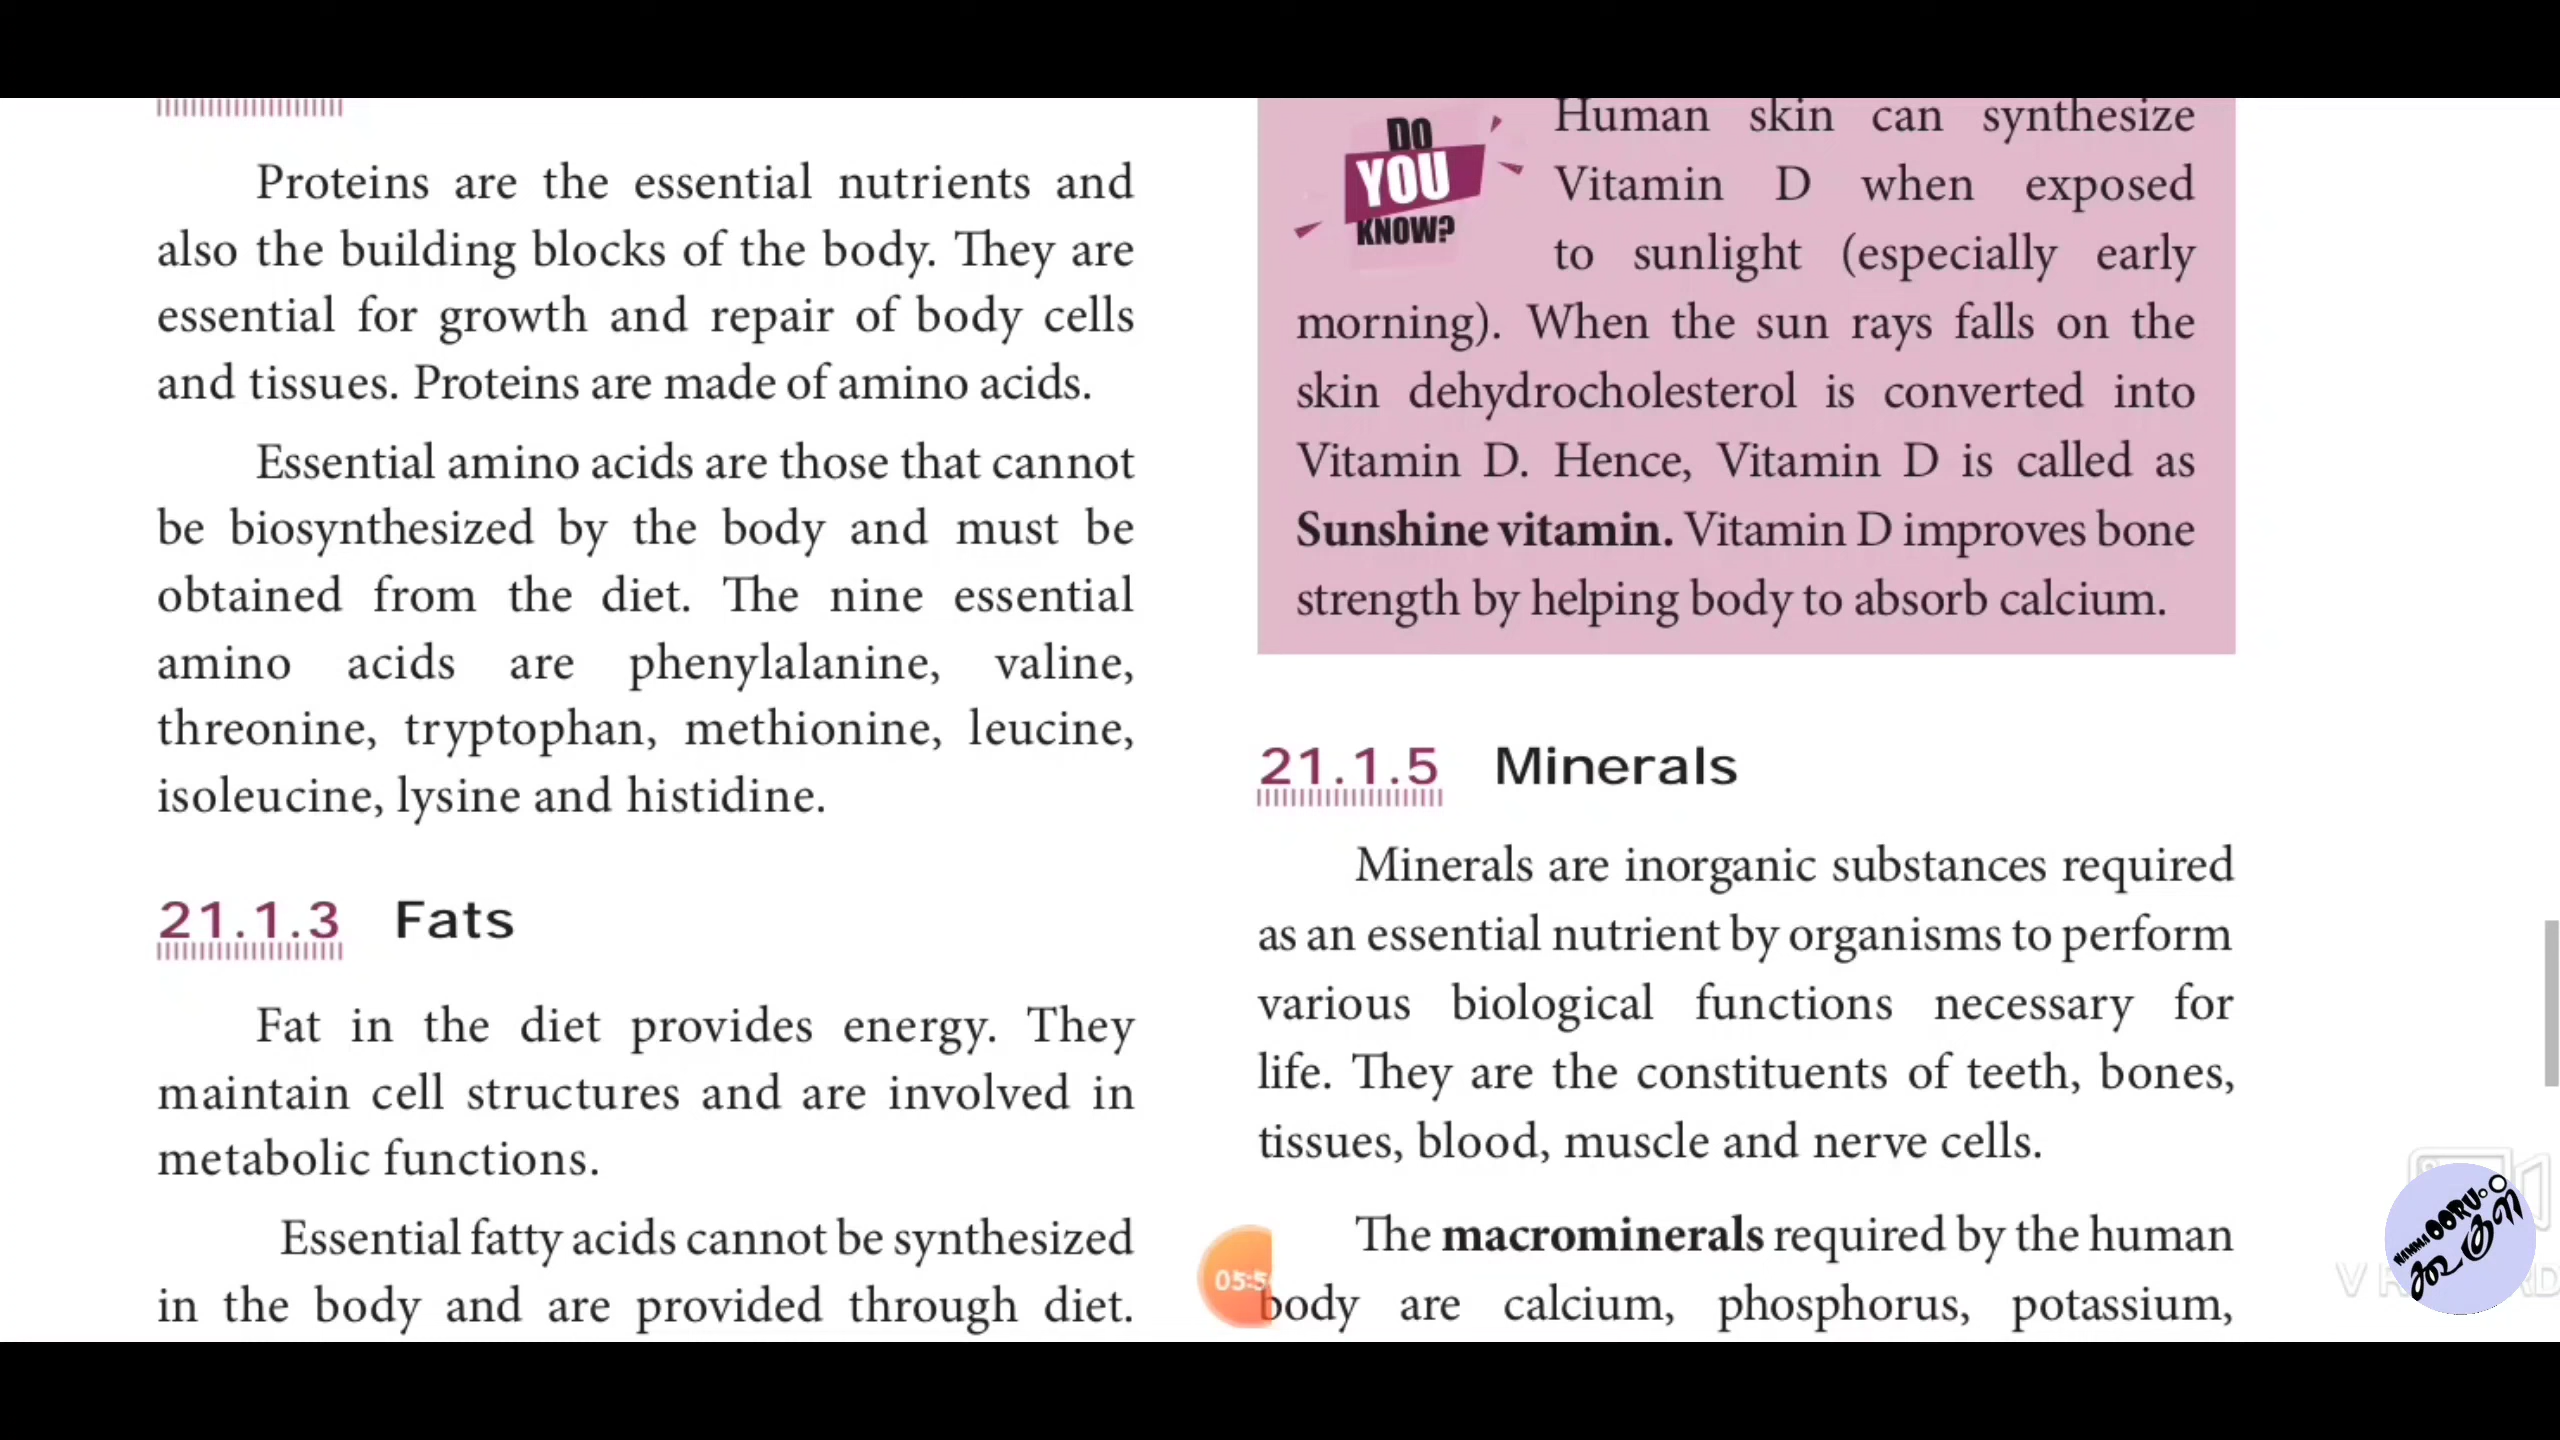 Proteins are the essential nutrients and
also the building blocks of the body. They are
essential for growth and repair of body cells
and tissues. Proteins are made of amino acids.
Essential amino acids are those that cannot
be biosynthesized by the body and must be
obtained from the diet. The nine essential
amino acids are phenylalanine, valine,
threonine, tryptophan, methionine, leucine,
isoleucine, lysine and histidine.
21.1.3 Fats
Fat in the diet provides energy. They
maintain cell structures and are involved in
metabolic functions.
Essential fatty acids cannot be synthesized
in the body and are provided through diet.
DO
YOU
KNOW?
Human skin can synthesize
Vitamin D when exposed
to sunlight (especially early
morning). When the sun rays falls on the
skin dehydrocholesterol is converted into
Vitamin D. Hence, Vitamin D is called as
Sunshine vitamin. Vitamin D improves bone
strength by helping body to absorb calcium.
21.1.5 Minerals
Minerals are inorganic substances required
as an essential nutrient by organisms to perform
various biological functions necessary for
life. They are the constituents of teeth, bones,
tissues, blood, muscle and nerve cells.
The macrominerals required by the human
body are calcium, phosphorus, potassium,
05:5
NAMMA OORU